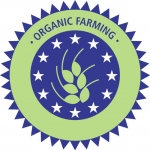 · ORGANIC FARMING ·